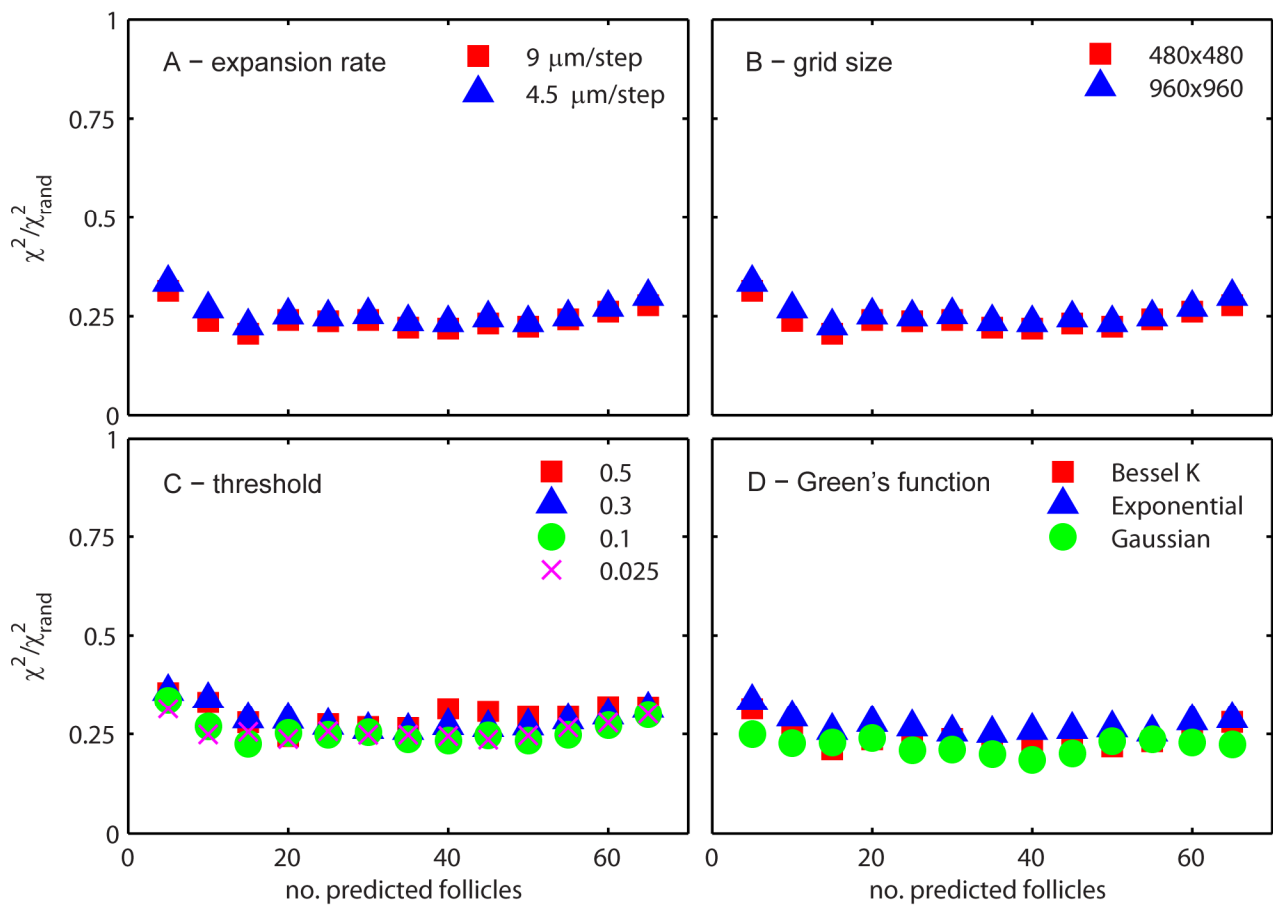 A − expansion rate
9 μm/step
4.5 μm/step
1
0.75
0.5
0.25
0
χ²/χ²rand
B − grid size
480x480
960x960
C − threshold
0.5
0.3
0.1
0.025
1
0.75
0.5
0.25
0
χ²/χ²rand
0 20 40 60
no. predicted follicles
D − Green's function
Bessel K
Exponential
Gaussian
0 20 40 60
no. predicted follicles